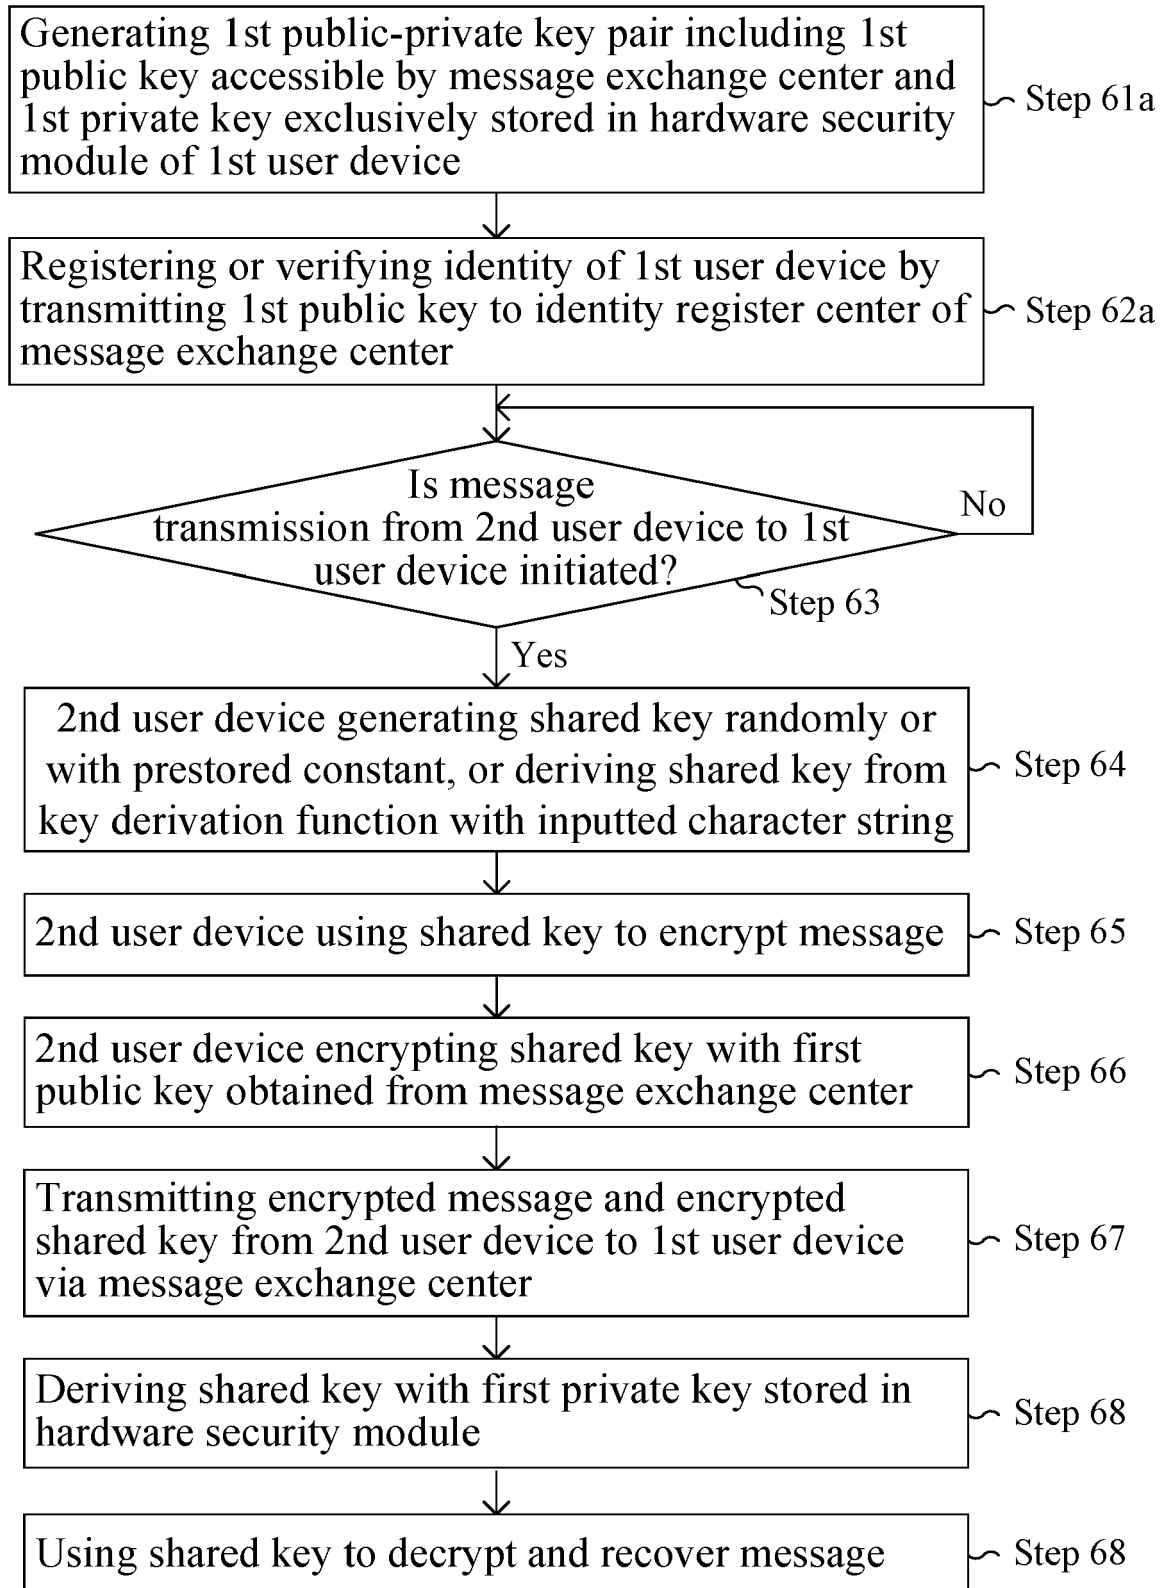 Generating 1st public-private key pair including 1st
public key accessible by message exchange center and
1st private key exclusively stored in hardware security
module of 1st user device
Step 61a
Registering or verifying identity of 1st user device by
transmitting 1st public key to identity register center of
message exchange center
Step 62a
Is message
transmission from 2nd user device to 1st
user device initiated?
No
Step 63
Yes
2nd user device generating shared key randomly or
with prestored constant, or deriving shared key from
key derivation function with inputted character string
Step 64
2nd user device using shared key to encrypt message
Step 65
2nd user device encrypting shared key with first
public key obtained from message exchange center
Step 66
Transmitting encrypted message and encrypted
shared key from 2nd user device to 1st user device
via message exchange center
Step 67
Deriving shared key with first private key stored in
hardware security module
Step 68
Using shared key to decrypt and recover message
Step 68